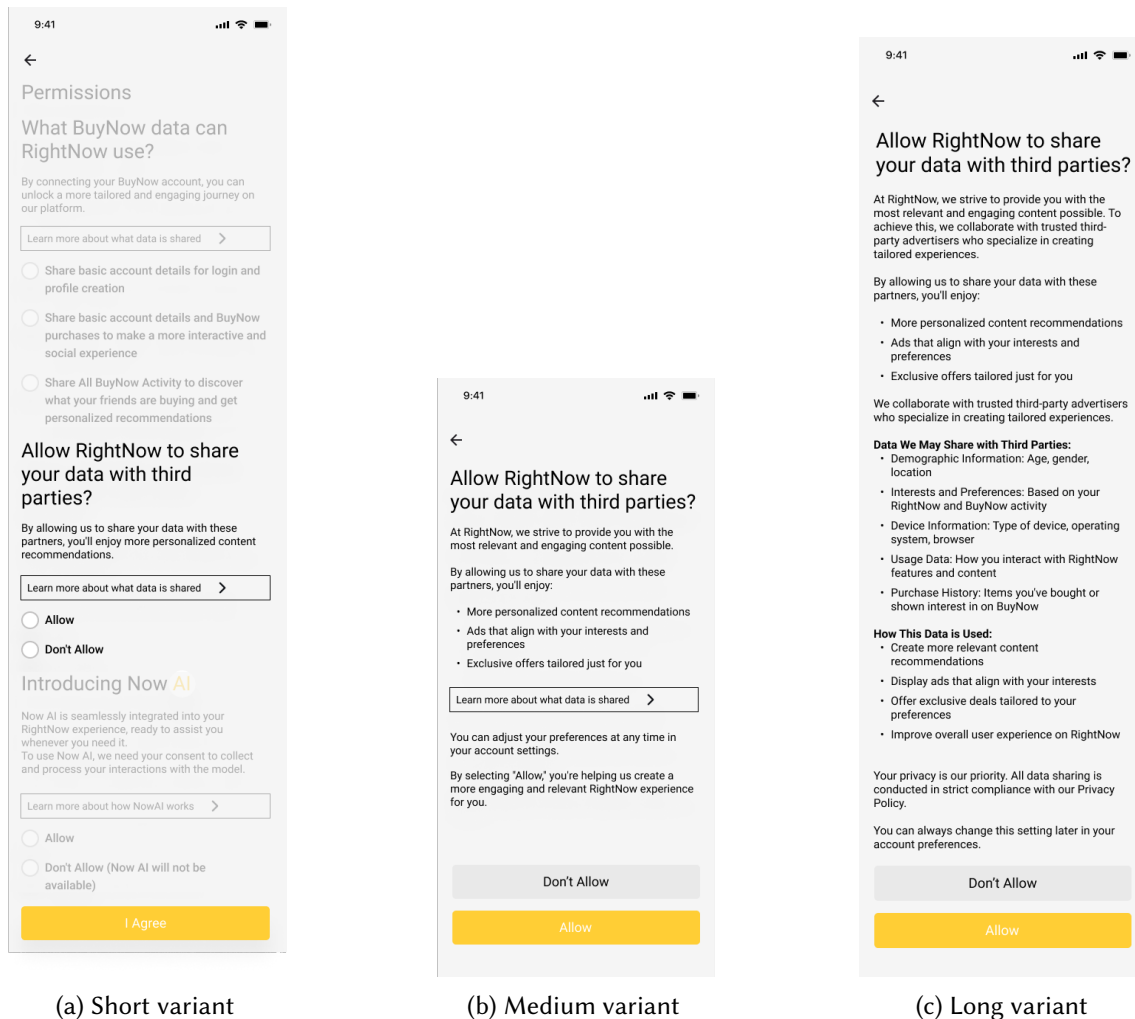 9:41
Permissions
What BuyNow data can
RightNow use?
By connecting your BuyNow account, you can
unlock a more tailored and engaging journey on
our platform.
Learn more about what data is shared
Share basic account details for login and
profile creation
Share basic account details and BuyNow
purchases to make a more interactive and
social experience
Share All BuyNow Activity to discover
what your friends are buying and get
personalized recommendations
Allow RightNow to share
your data with third
parties?
By allowing us to share your data with these
partners, you'll enjoy more personalized content
recommendations.
Learn more about what data is shared
Allow
Don't Allow
Introducing Now AI
Now AI is seamlessly integrated into your
RightNow experience, ready to assist you
whenever you need it.
To use Now AI, we need your consent to collect
and process your interactions with the model.
Learn more about how NowAI works
Allow
Don't Allow (Now AI will not be
available)
I Agree
(a) Short variant
9:41
Allow RightNow to share
your data with third parties?
At RightNow, we strive to provide you with the
most relevant and engaging content possible.
By allowing us to share your data with these
partners, you'll enjoy:
• More personalized content recommendations
• Ads that align with your interests and
preferences
• Exclusive offers tailored just for you
Learn more about what data is shared
You can adjust your preferences at any time in
your account settings.
By selecting "Allow," you're helping us create a
more engaging and relevant RightNow experience
for you.
Don't Allow
Allow
(b) Medium variant
9:41
Allow RightNow to share
your data with third parties?
At RightNow, we strive to provide you with the
most relevant and engaging content possible. To
achieve this, we collaborate with trusted third-
party advertisers who specialize in creating
tailored experiences.
By allowing us to share your data with these
partners, you'll enjoy:
• More personalized content recommendations
• Ads that align with your interests and
preferences
• Exclusive offers tailored just for you
We collaborate with trusted third-party advertisers
who specialize in creating tailored experiences.
Data We May Share with Third Parties:
• Demographic Information: Age, gender,
location
• Interests and Preferences: Based on your
RightNow and BuyNow activity
• Device Information: Type of device, operating
system, browser
• Usage Data: How you interact with RightNow
features and content
• Purchase History: Items you've bought or
shown interest in on BuyNow
How This Data is Used:
• Create more relevant content
recommendations
• Display ads that align with your interests
• Offer exclusive deals tailored to your
preferences
• Improve overall user experience on RightNow
Your privacy is our priority. All data sharing is
conducted in strict compliance with our Privacy
Policy.
You can always change this setting later in your
account preferences.
Don't Allow
Allow
(c) Long variant